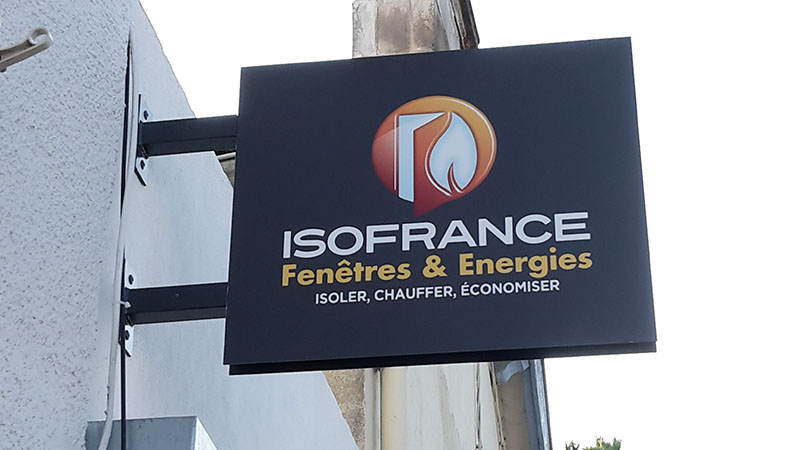 ISOFRANCE
Fenêtres & Energies
ISOLER, CHAUFFER, ÉCONOMISER